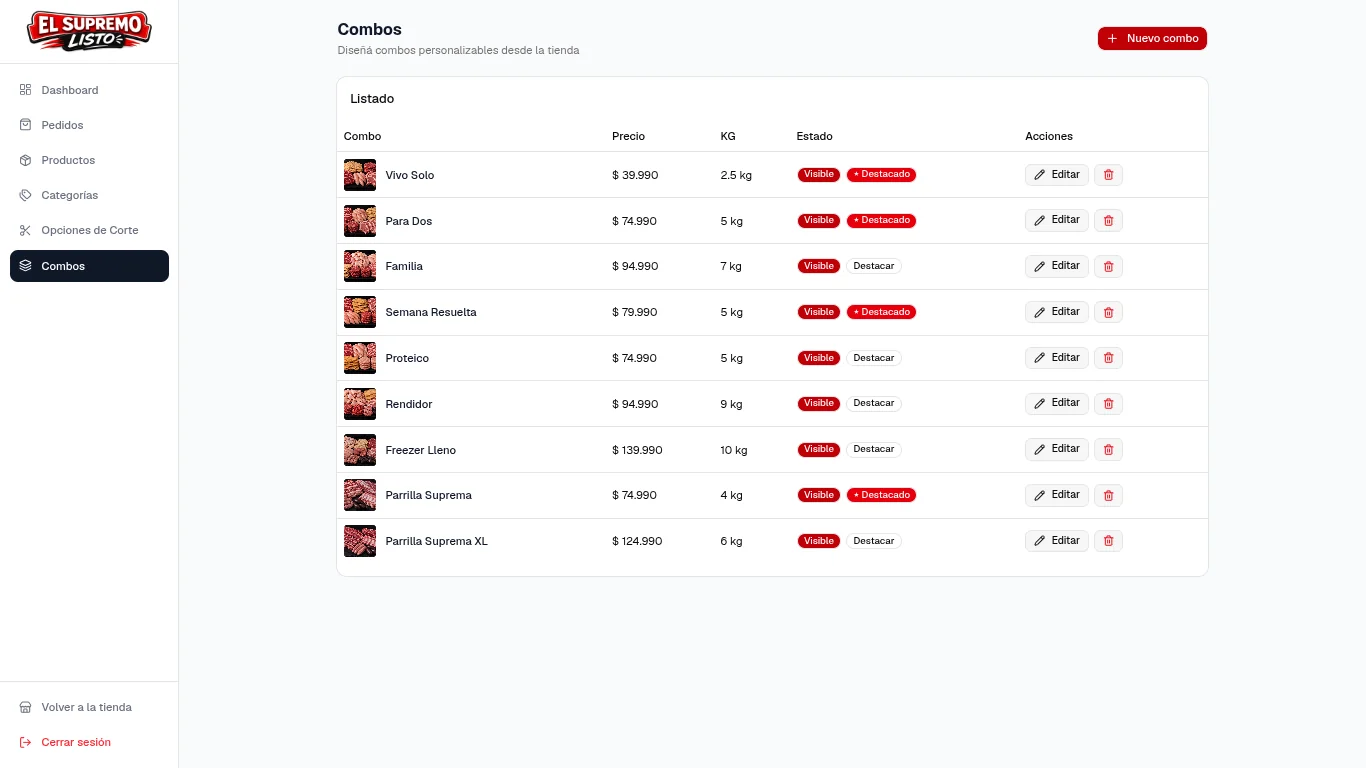 EL SUPREMO
LISTO
Dashboard
Pedidos
Productos
Categorías
Opciones de Corte
Combos
Volver a la tienda
Cerrar sesión
Combos
Diseñá combos personalizables desde la tienda
+ Nuevo combo
Listado
Combo Precio KG Estado Acciones
Vivo Solo $ 39.990 2.5 kg Visible ★ Destacado Editar
Para Dos $ 74.990 5 kg Visible ★ Destacado Editar
Familia $ 94.990 7 kg Visible Destacar Editar
Semana Resuelta $ 79.990 5 kg Visible ★ Destacado Editar
Proteico $ 74.990 5 kg Visible Destacar Editar
Rendidor $ 94.990 9 kg Visible Destacar Editar
Freezer Lleno $ 139.990 10 kg Visible Destacar Editar
Parrilla Suprema $ 74.990 4 kg Visible ★ Destacado Editar
Parrilla Suprema XL $ 124.990 6 kg Visible Destacar Editar